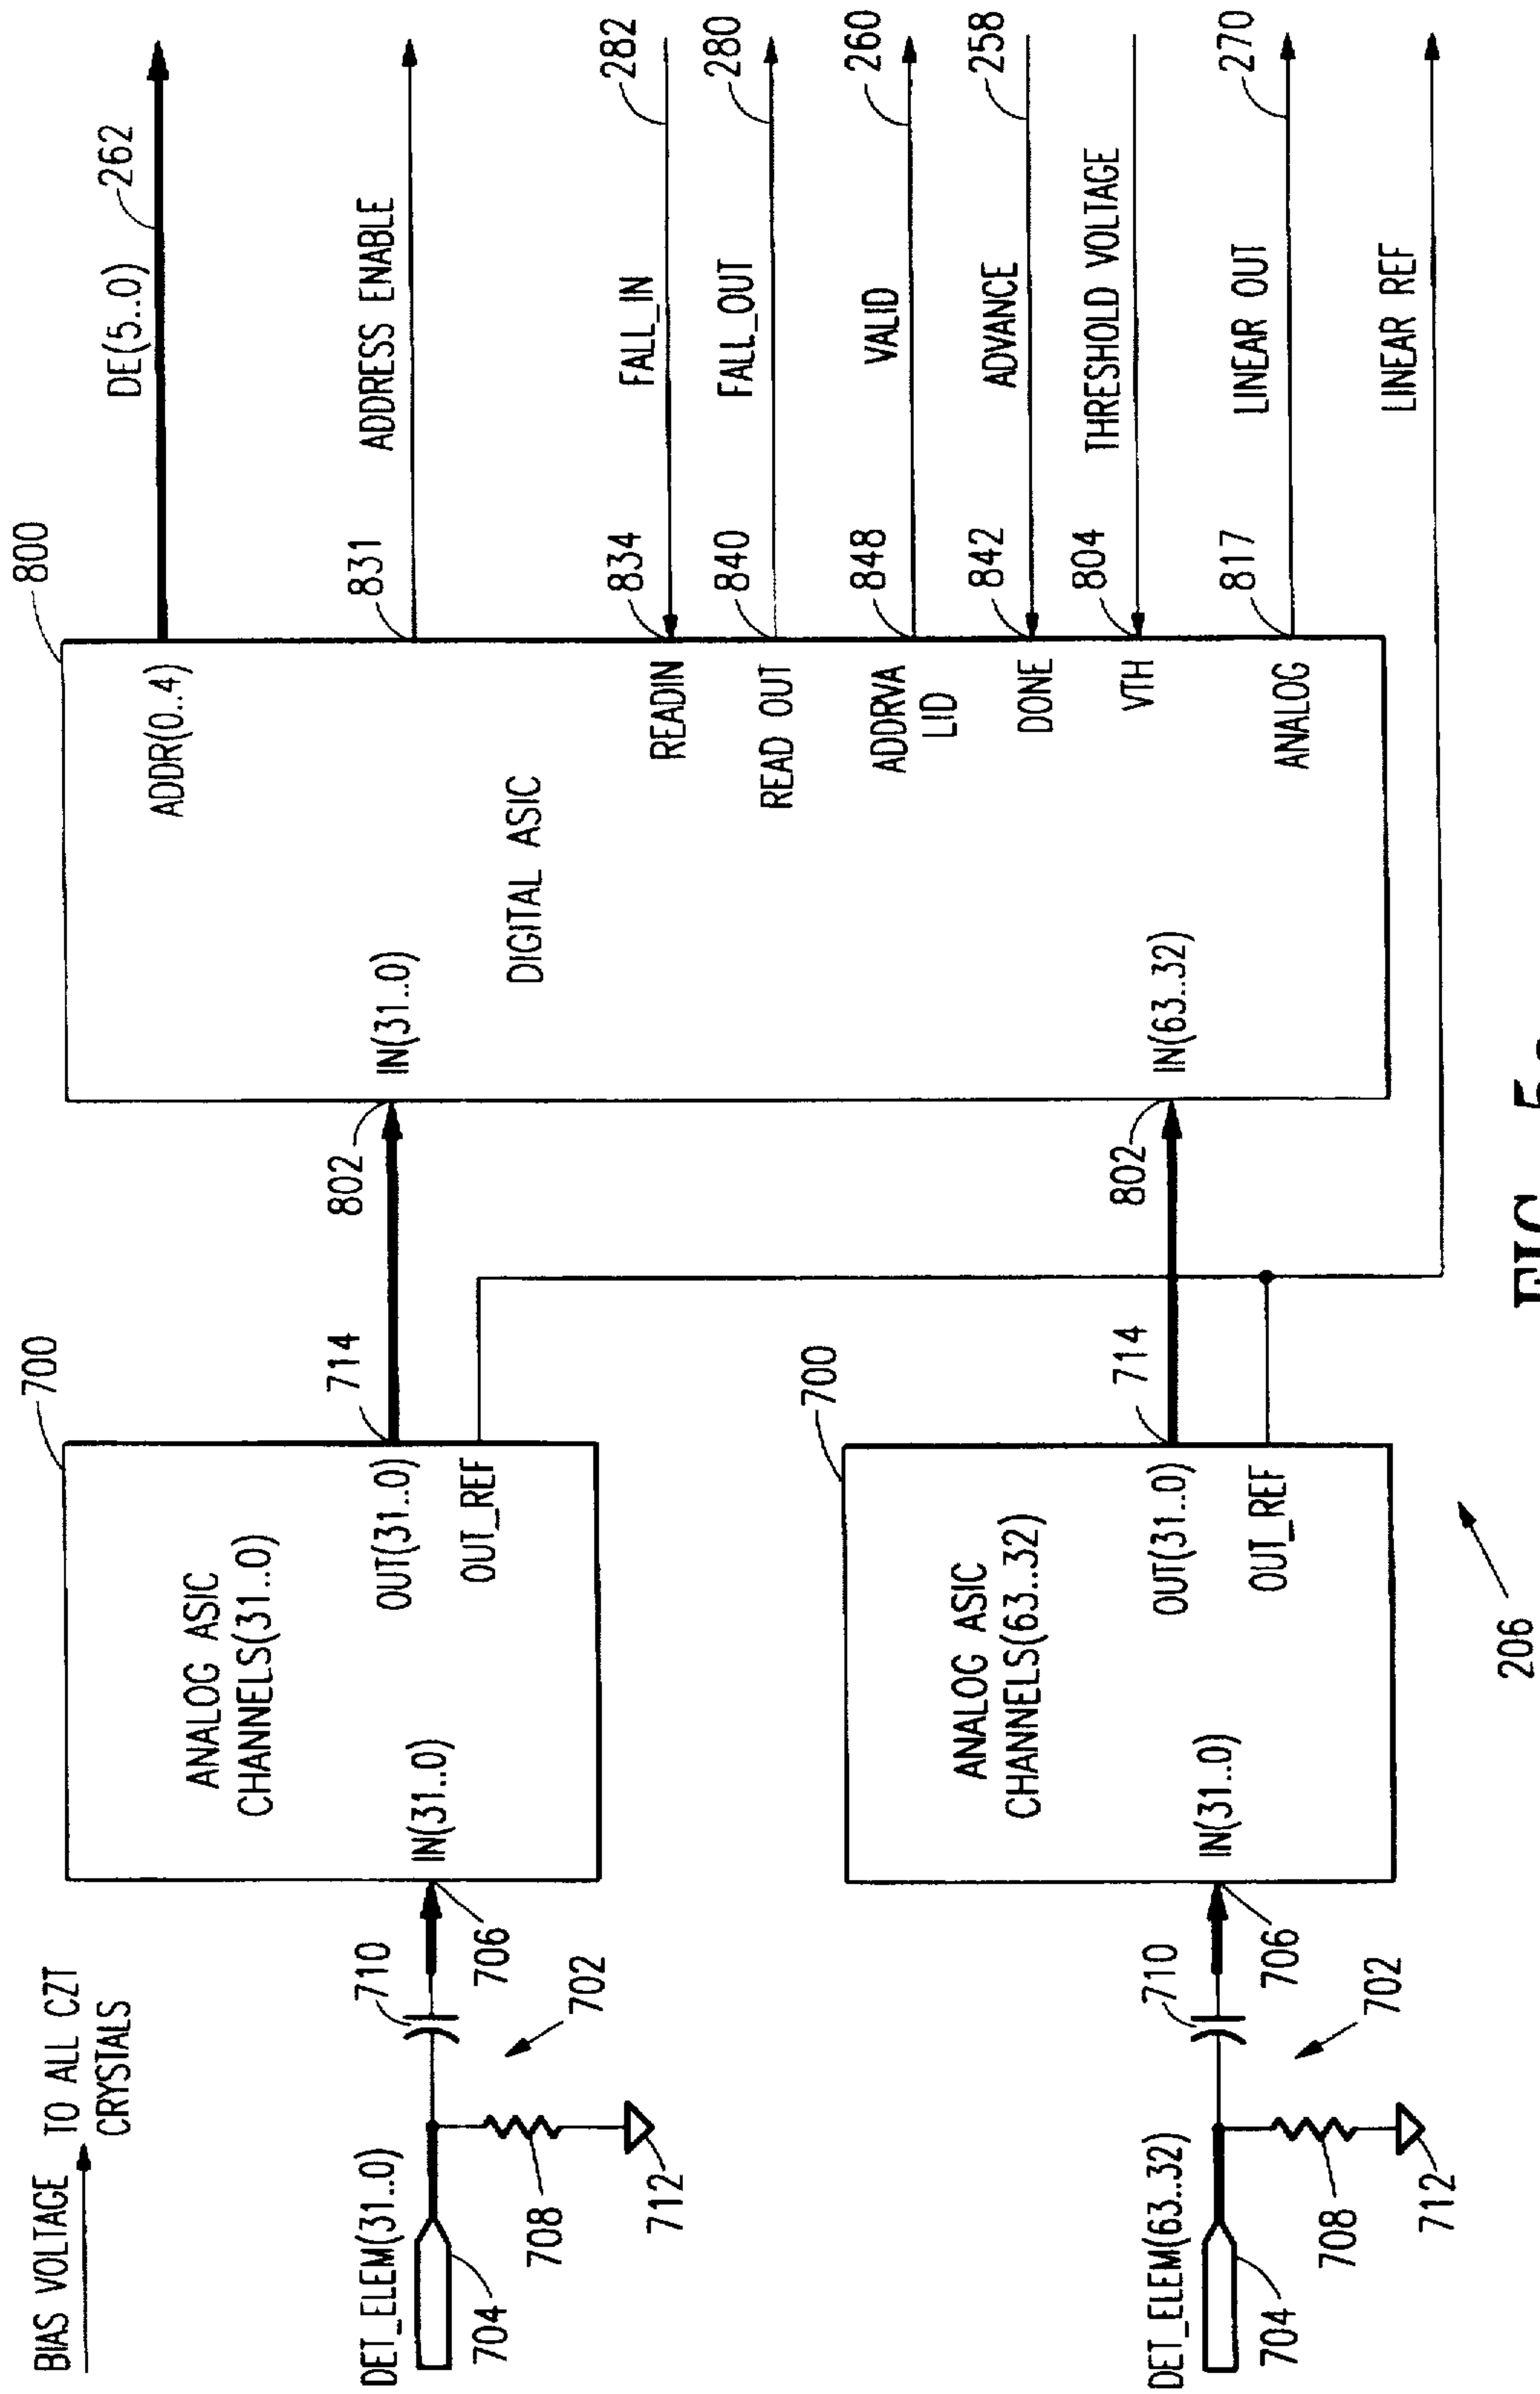 BIAS VOLTAGE
TO ALL CZT
CRYSTALS
DET_ELEM(31..0)
704
708
712
710
702
706
700
ANALOG ASIC
CHANNELS(31..0)
IN(31..0)
OUT(31..0)
OUT_REF
714
802
DET_ELEM(63..32)
704
708
712
710
702
706
700
ANALOG ASIC
CHANNELS(63..32)
IN(31..0)
OUT(31..0)
OUT_REF
714
802
206
800
DIGITAL ASIC
IN(31..0)
IN(63..32)
ADDR(0..4)
READIN
READ OUT
ADDRVA
LID
DONE
VTH
ANALOG
DE(5..0)
262
831
ADDRESS ENABLE
834
FALL_IN
282
840
FALL_OUT
280
848
VALID
260
842
ADVANCE
258
804
THRESHOLD VOLTAGE
817
LINEAR OUT
270
LINEAR REF